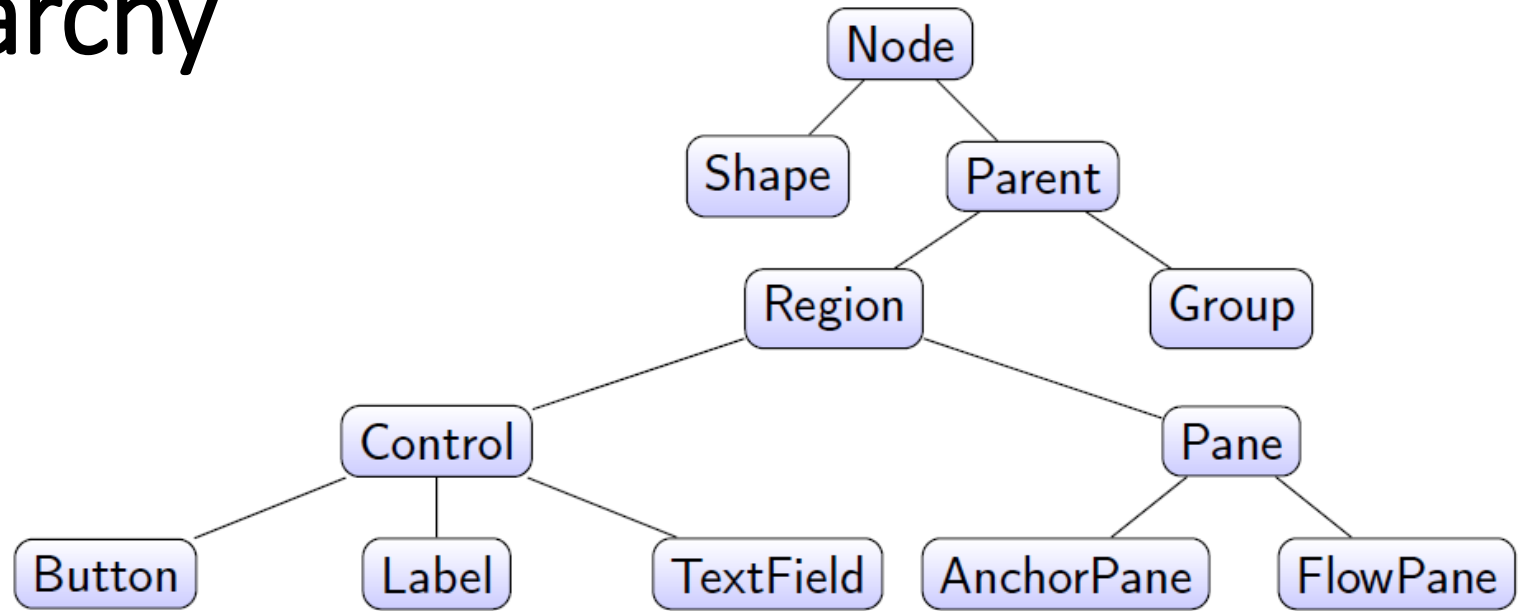 archy
Node
Shape
Parent
Region
Group
Control
Pane
Button
Label
TextField
AnchorPane
FlowPane